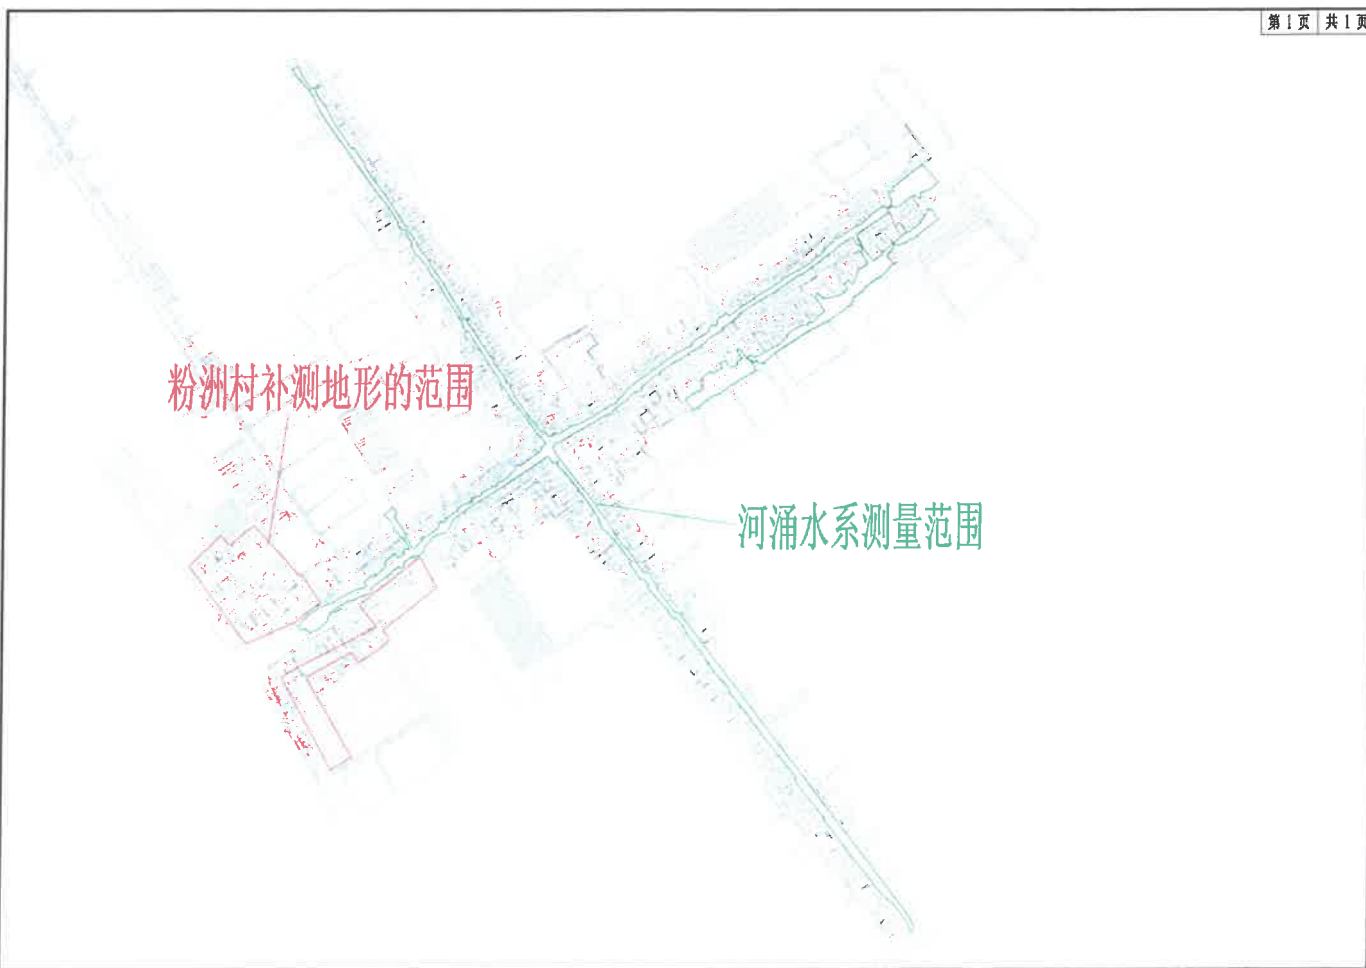 第 1 页 共 1 页
粉洲村补测地形的范围
河涌水系测量范围